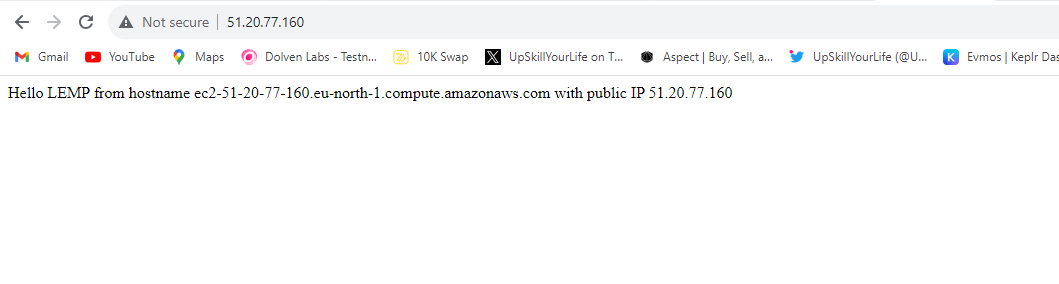 Not secure 51.20.77.160
Gmail YouTube Maps Dolven Labs - Testn... 10K Swap UpSkillYourLife on T... Aspect | Buy, Sell, a... UpSkillYourLife (@U... Evmos | Keplr Das
Hello LEMP from hostname ec2-51-20-77-160.eu-north-1.compute.amazonaws.com with public IP 51.20.77.160